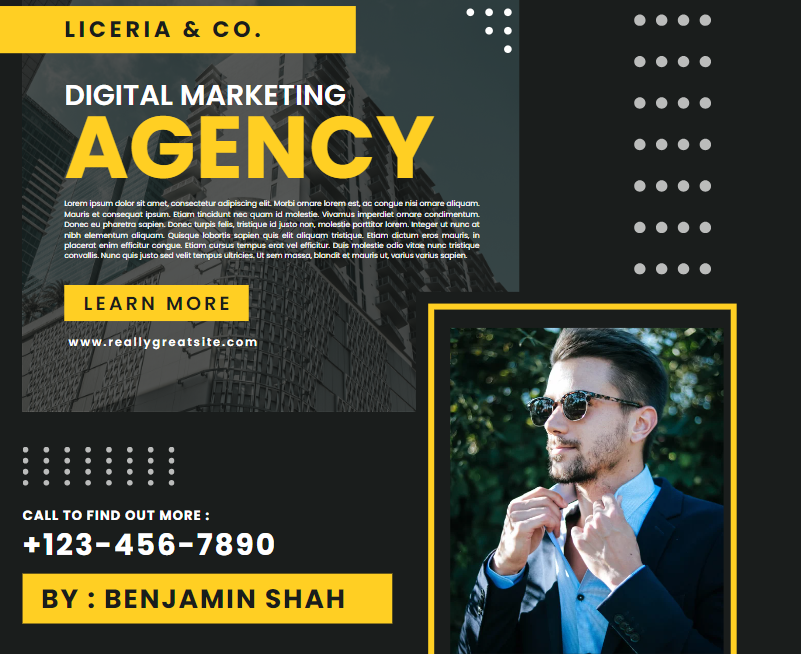 LICERIA & CO.
DIGITAL MARKETING
AGENCY
Lorem ipsum dolor sit amet, consectetur adipiscing elit. Morbi ornare lorem est, ac congue nisi ornare aliquam.
Mauris et consequat ipsum. Etiam tincidunt nec quam id molestie. Vivamus imperdiet ornare condimentum.
Donec eu pharetra sapien. Donec turpis felis, tristique id justo non, molestie porttitor lorem. Integer ut nunc at
nibh elementum aliquam. Quisque lobortis sapien quis elit aliquam tristique. Etiam dictum eras mauris, in
placerat enim efficitur congue. Etiam cursus tempus erat vel efficitur. Duis molestie odio vitae nunc tristique
convallis. Nunc quis justo sed velit tempus ultricies. Ut sem massa, blandit et mauris ut, varius varius sapien.
LEARN MORE
www.reallygreatsite.com
CALL TO FIND OUT MORE :
+123-456-7890
BY : BENJAMIN SHAH